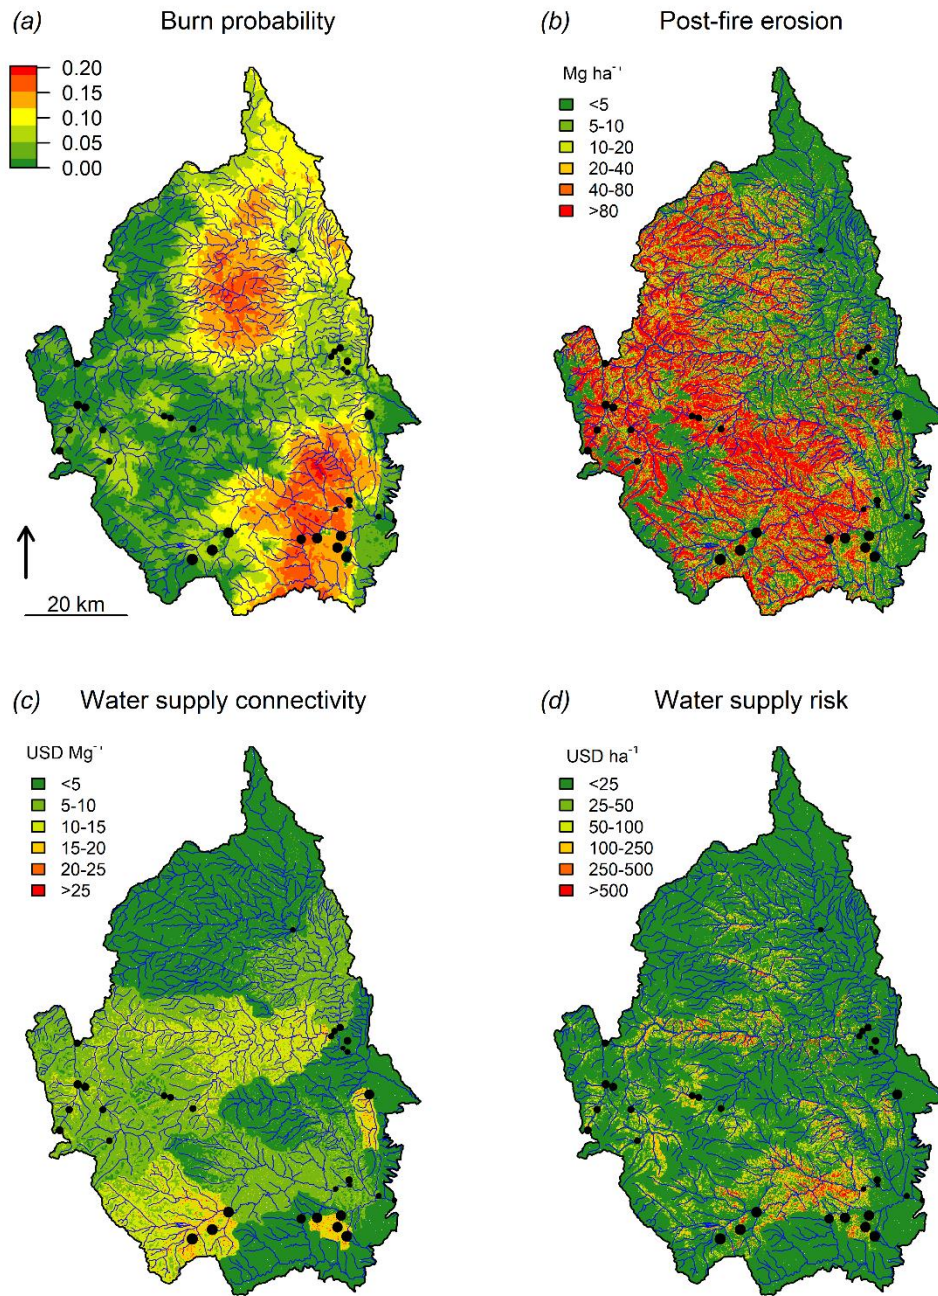 (a) Burn probability
0.20
0.15
0.10
0.05
0.00
20 km
(b) Post-fire erosion
Mg ha⁻¹
<5
5-10
10-20
20-40
40-80
>80
(c) Water supply connectivity
USD Mg⁻¹
<5
5-10
10-15
15-20
20-25
>25
(d) Water supply risk
USD ha⁻¹
<25
25-50
50-100
100-250
250-500
>500